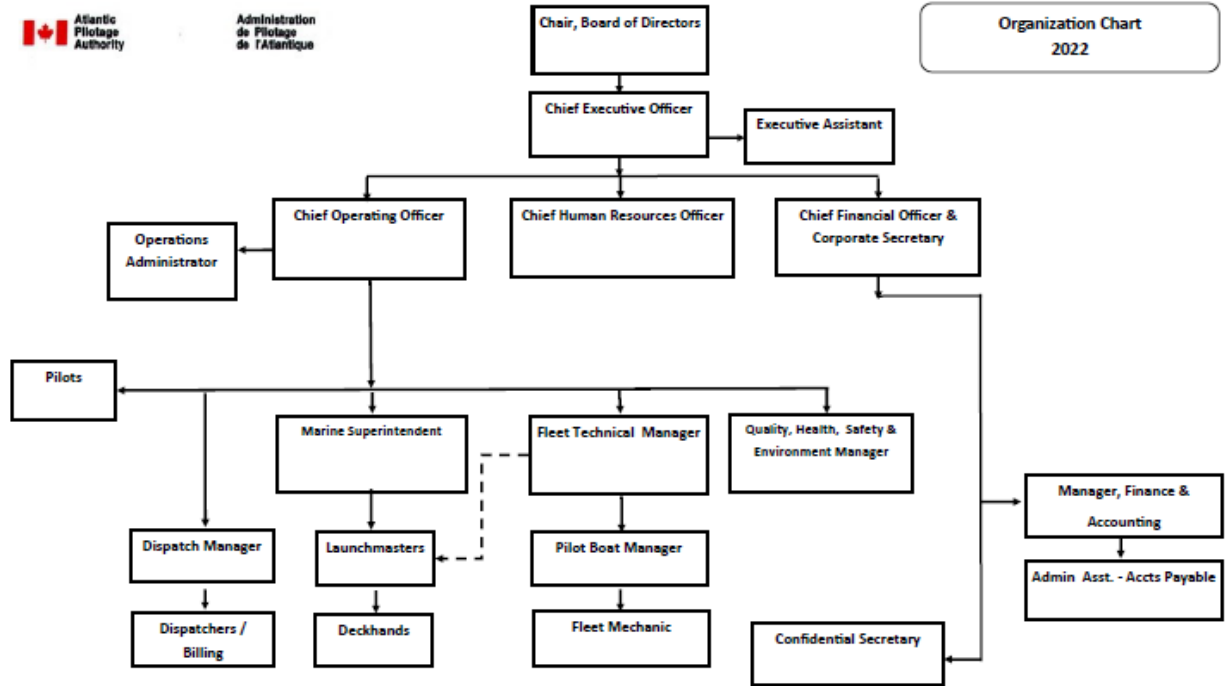 Atlantic
Pilotage
Authority
Administration
de Pilotage
de l'Atlantique
Organization Chart
2022
Chair, Board of Directors
Chief Executive Officer
Executive Assistant
Chief Operating Officer
Chief Human Resources Officer
Chief Financial Officer &
Corporate Secretary
Operations
Administrator
Pilots
Marine Superintendent
Fleet Technical Manager
Quality, Health, Safety &
Environment Manager
Manager, Finance &
Accounting
Dispatch Manager
Launchmasters
Pilot Boat Manager
Admin Asst. - Accts Payable
Dispatchers /
Billing
Deckhands
Fleet Mechanic
Confidential Secretary